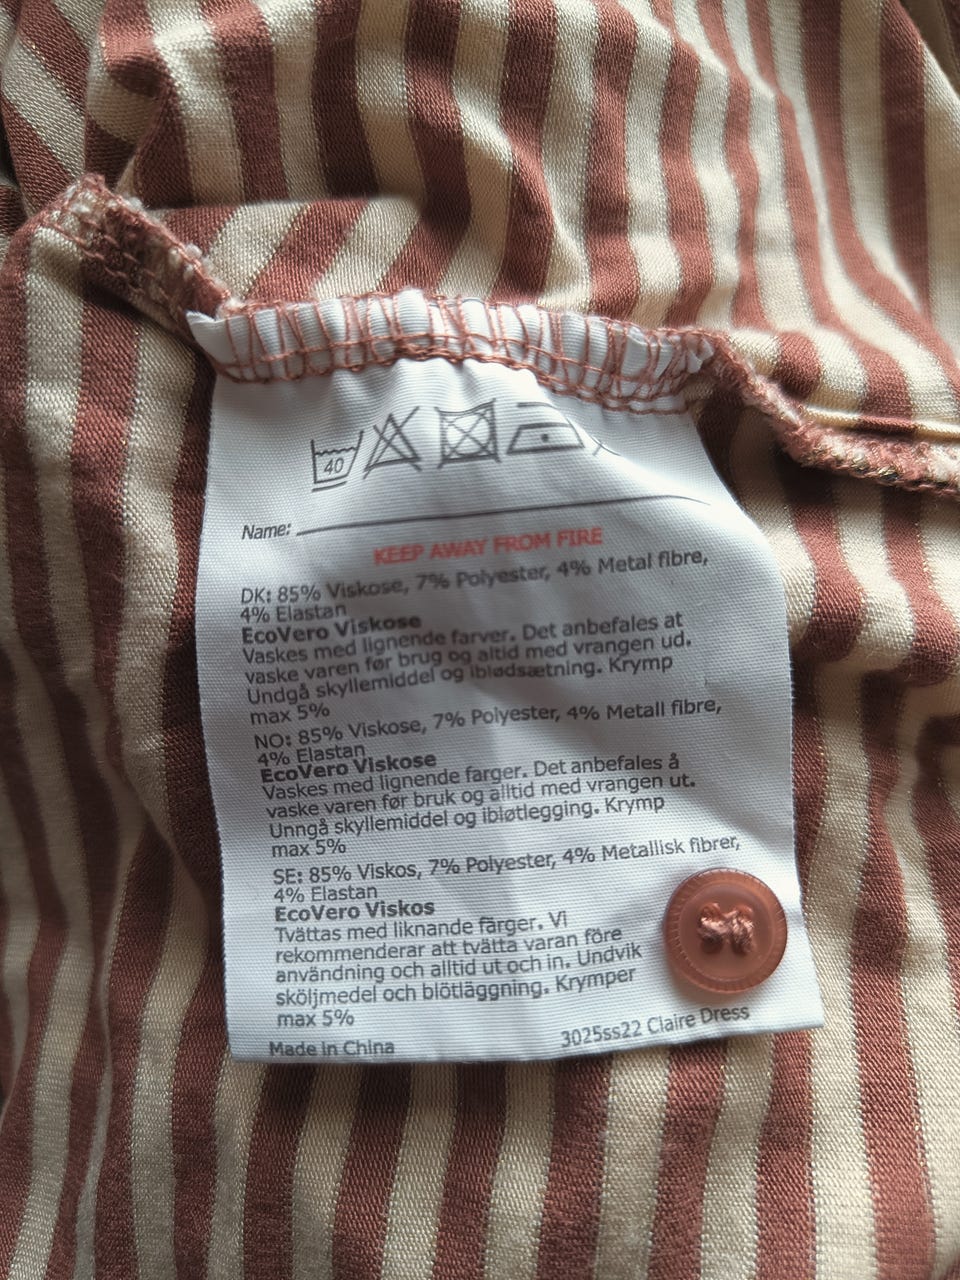 40
Name:
KEEP AWAY FROM FIRE
DK: 85% Viskose, 7% Polyester, 4% Metal fibre,
4% Elastan
EcoVero Viskose
Vaskes med lignende farver. Det anbefales at
vaske varen før brug og altid med vrangen ud.
Undgå skyllemiddel og iblødsætning. Krymp
max 5%
NO: 85% Viskose, 7% Polyester, 4% Metall fibre,
4% Elastan
EcoVero Viskose
Vaskes med lignende farger. Det anbefales å
vaske varen før bruk og alltid med vrangen ut.
Unngå skyllemiddel og ibløtlegging. Krymp
max 5%
SE: 85% Viskos, 7% Polyester, 4% Metallisk fibrer,
4% Elastan
EcoVero Viskos
Tvättas med liknande färger. Vi
rekommenderar att tvätta varan före
användning och alltid ut och in. Undvik
sköljmedel och blötläggning. Krymper
max 5%
Made in China
3025ss22 Claire Dress